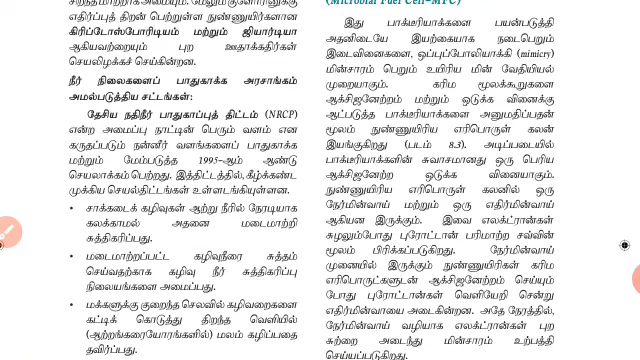 சிறந்தமாற்றாக அமையும். மேலும் குளோரினுக்கு
எதிர்ப்புத் திறன் பெற்றுள்ள நுண்ணுயிர்களான
கிரிப்டோஸ்போரிடியம் மற்றும் ஜியார்டியா
ஆகியவற்றையும் புற ஊதாக்கதிர்கள்
செயலிழக்கச் செய்கின்றன.
நீர் நிலைகளைப் பாதுகாக்க அரசாங்கம்
அமல்படுத்திய சட்டங்கள்:
தேசிய நதிநீர் பாதுகாப்புத் திட்டம் (NRCP)
என்ற அமைப்பு நாட்டின் பெரும் வளம் என
கருதப்படும் நன்னீர் வளங்களைப் பாதுகாக்க
மற்றும் மேம்படுத்த 1995-ஆம் ஆண்டு
செயலாக்கம் பெற்றது. இத்திட்டத்தில், கீழ்க்கண்ட
முக்கிய செயல்திட்டங்கள் உள்ளடங்கியுள்ளன.
• சாக்கடைக் கழிவுகள் ஆற்று நீரில் நேரடியாக
கலக்காமல் அதனை மடைமாற்றி
சுத்திகரிப்பது.
• மடைமாற்றப்பட்ட கழிவுநீரை சுத்தம்
செய்வதற்காக கழிவு நீர் சுத்திகரிப்பு
நிலையங்களை அமைப்பது.
• மக்களுக்கு குறைந்த செலவில் கழிவறைகளை
கட்டிக் கொடுத்து திறந்த வெளியில்
(ஆற்றங்கரையோரங்களில்) மலம் கழிப்பதை
தவிர்ப்பது.
(Microbial Fuel Cell-MFC)
இது பாக்டீரியாக்களை பயன்படுத்தி
அதனிடையே இயற்கையாக நடைபெறும்
இடைவினைகளை, ஒப்புப்போலியாக்கி (mimicry)
மின்சாரம் பெறும் உயிரிய மின் வேதியியல்
முறையாகும். கரிம மூலக்கூறுகளை
ஆக்சிஜனேற்றம் மற்றும் ஒடுக்க வினைக்கு
ஆட்படுத்த பாக்டீரியாக்களை அனுமதிப்பதன்
மூலம் நுண்ணுயிரிய எரிபொருள் கலன்
இயங்குகிறது (படம் 8.3). அடிப்படையில்
பாக்டீரியாக்களின் சுவாசமானது ஒரு பெரிய
ஆக்சிஜனேற்ற ஒடுக்க வினையாகும்.
நுண்ணுயிரிய எரிபொருள் கலனில் ஒரு
நேர்மின்வாய் மற்றும் ஒரு எதிர்மின்வாய்
ஆகியன இருக்கும். இவை எலக்ட்ரான்கள்
சுழலும்போது புரோட்டான் பரிமாற்ற சவ்வின்
மூலம் பிரிக்கப்படுகிறது. நேர்மின்வாய்
முனையில் இருக்கும் நுண்ணுயிர்கள் கரிம
எரிபொருட்களுடன் ஆக்சிஜனேற்றம் செய்யும்
போது புரோட்டான்கள் வெளியேறி சென்று
எதிர்மின்வாயை அடைகின்றன. அதே நேரத்தில்,
நேர்மின்வாய் வழியாக எலக்ட்ரான்கள் புற
சுற்றை அடைந்து மின்சாரம் உற்பத்தி
செய்யப்படுகிறது.